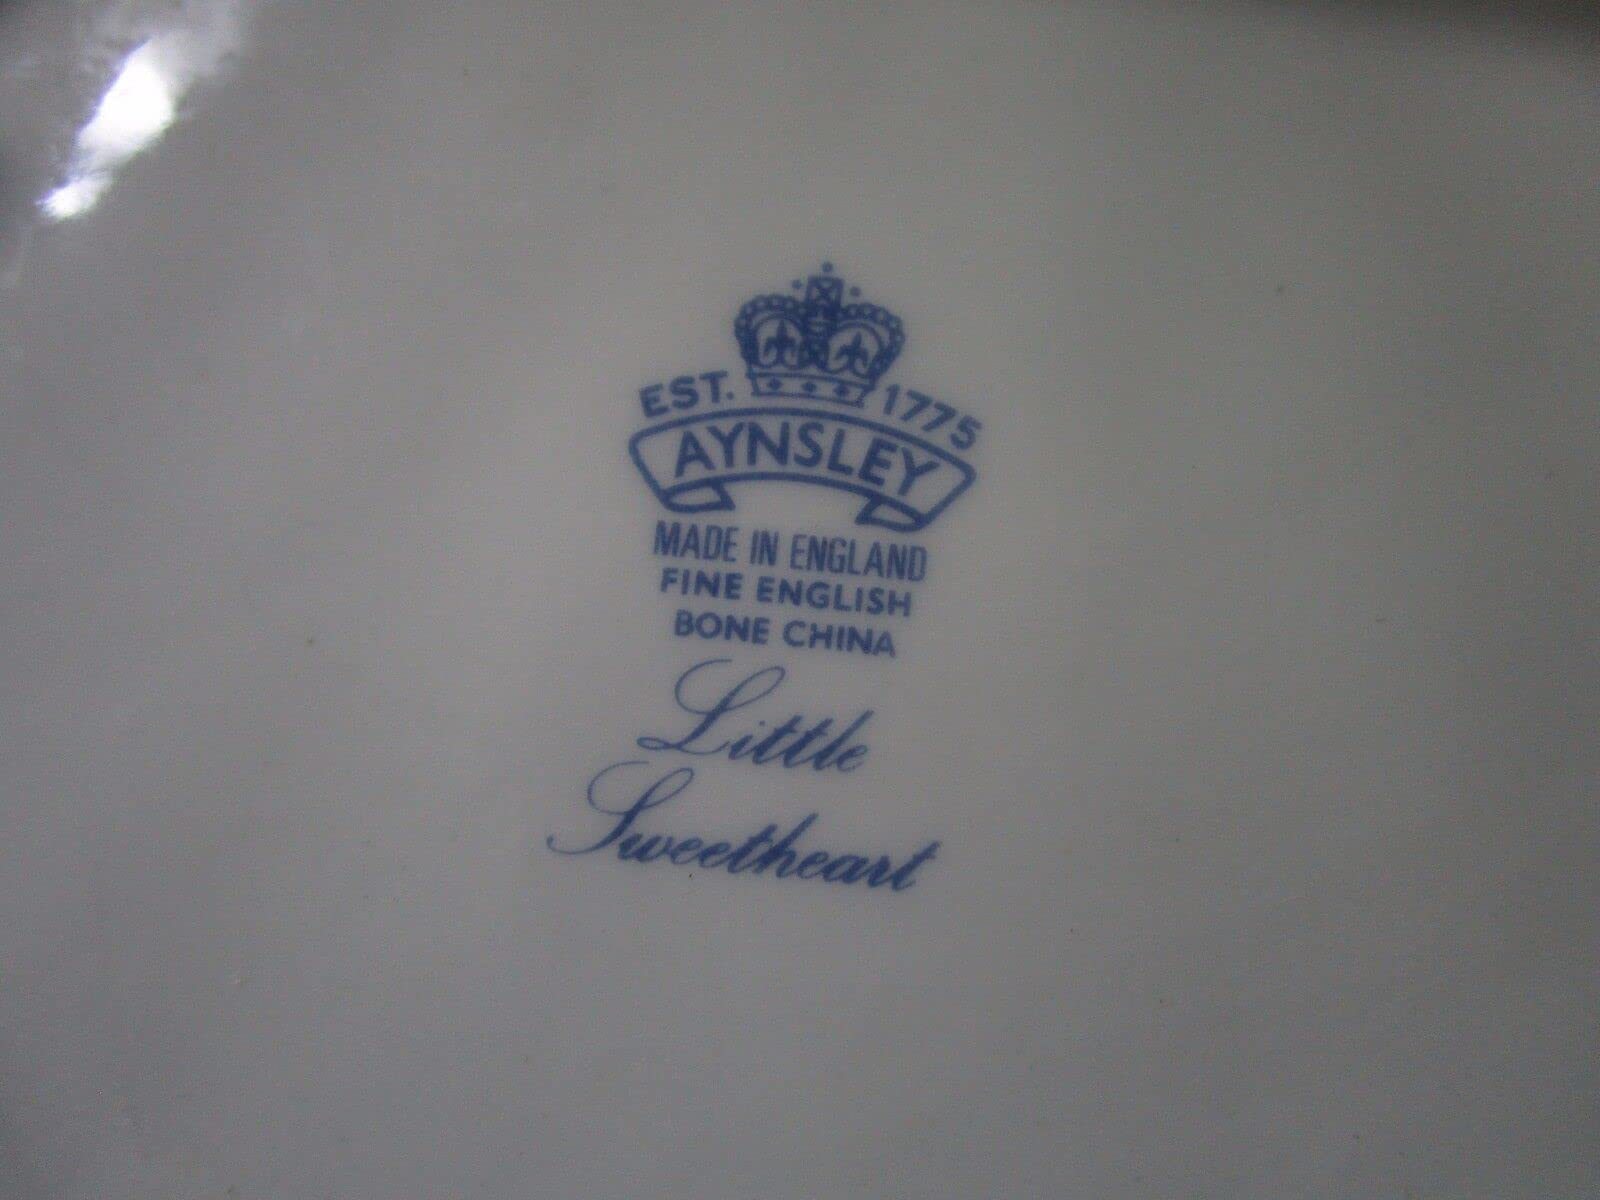 EST. 1775
AYNSLEY
MADE IN ENGLAND
FINE ENGLISH
BONE CHINA
Little
Sweetheart